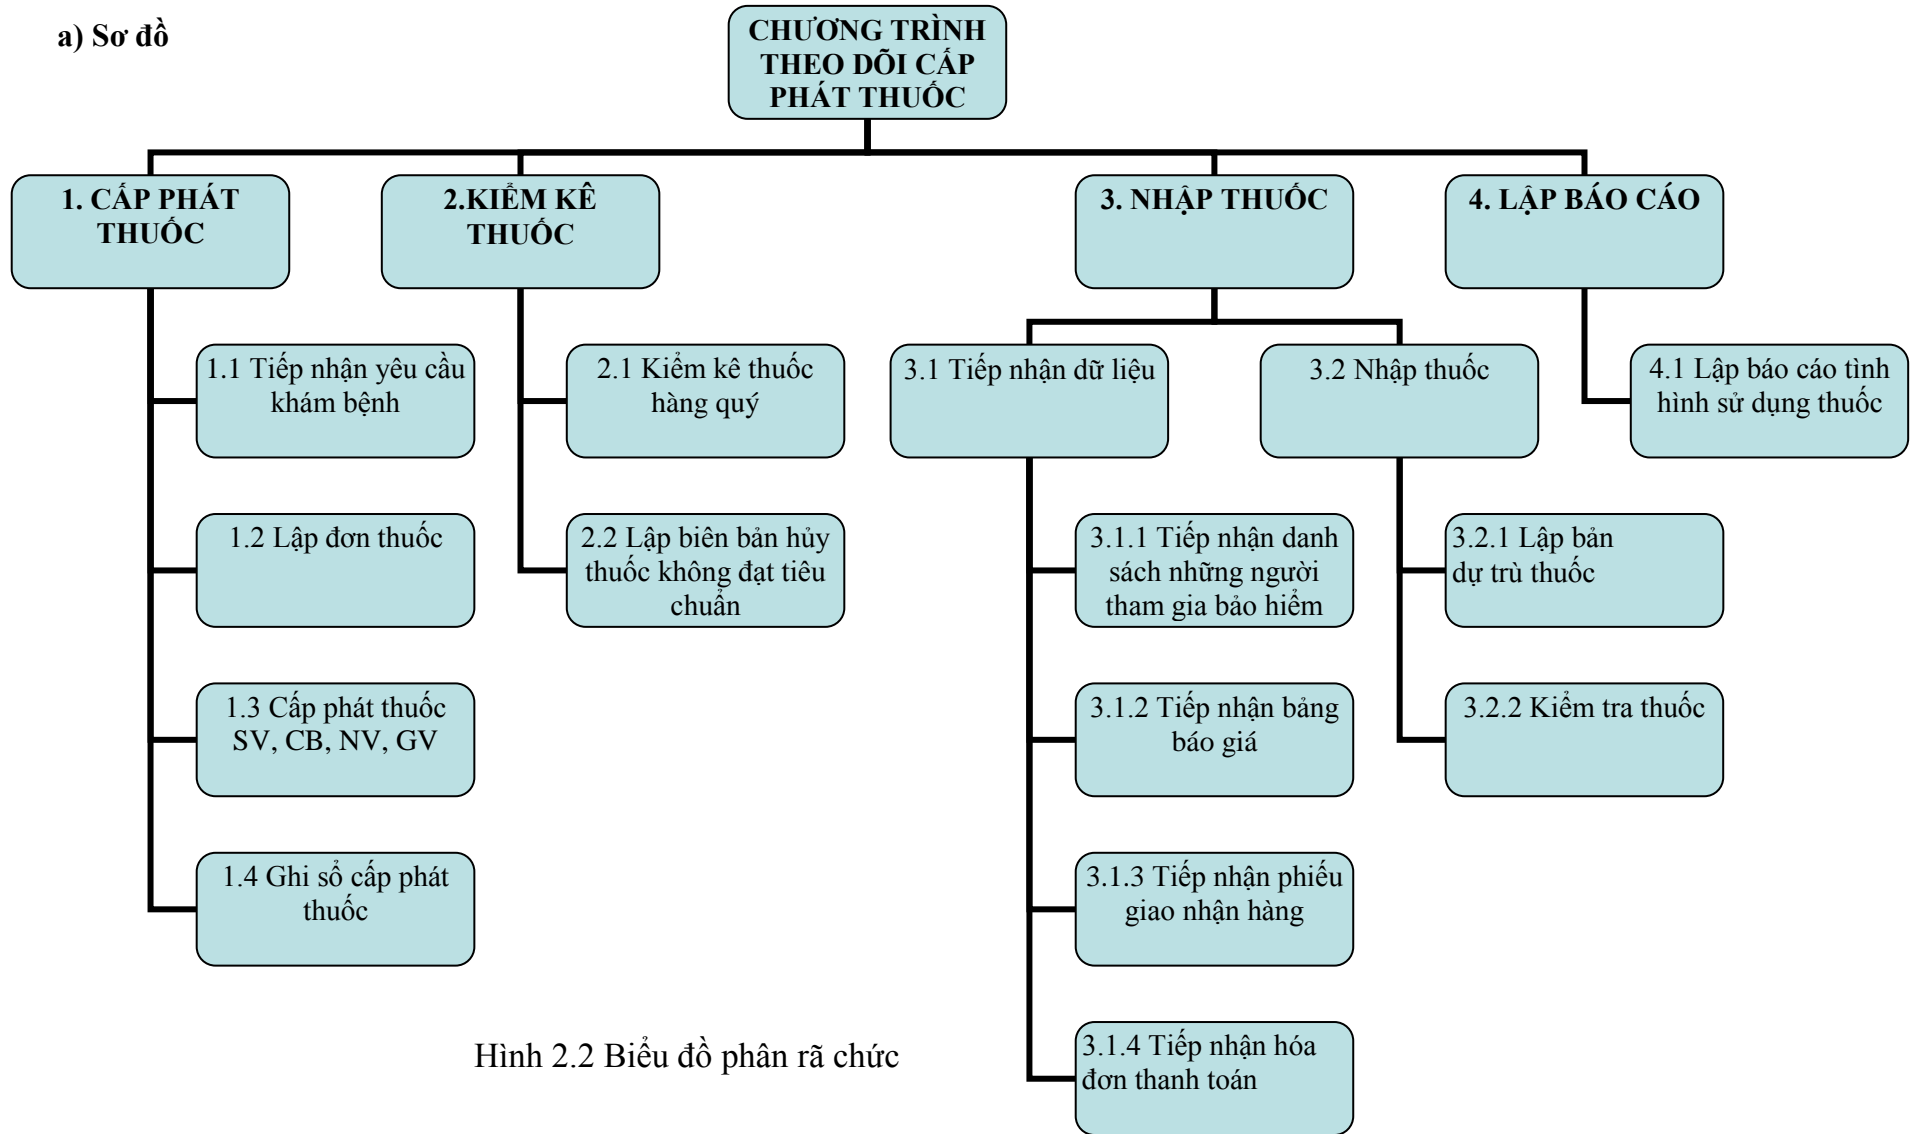 a) Sơ đồ
CHƯƠNG TRÌNH
THEO DÕI CẤP
PHÁT THUỐC
1. CẤP PHÁT
THUỐC
2.KIỂM KÊ
THUỐC
3. NHẬP THUỐC
4. LẬP BÁO CÁO
1.1 Tiếp nhận yêu cầu
khám bệnh
2.1 Kiểm kê thuốc
hàng quý
3.1 Tiếp nhận dữ liệu
3.2 Nhập thuốc
4.1 Lập báo cáo tình
hình sử dụng thuốc
1.2 Lập đơn thuốc
2.2 Lập biên bản hủy
thuốc không đạt tiêu
chuẩn
3.1.1 Tiếp nhận danh
sách những người
tham gia bảo hiểm
3.2.1 Lập bản
dự trù thuốc
1.3 Cấp phát thuốc
SV, CB, NV, GV
3.1.2 Tiếp nhận bảng
báo giá
3.2.2 Kiểm tra thuốc
1.4 Ghi sổ cấp phát
thuốc
3.1.3 Tiếp nhận phiếu
giao nhận hàng
3.1.4 Tiếp nhận hóa
đơn thanh toán
Hình 2.2 Biểu đồ phân rã chức